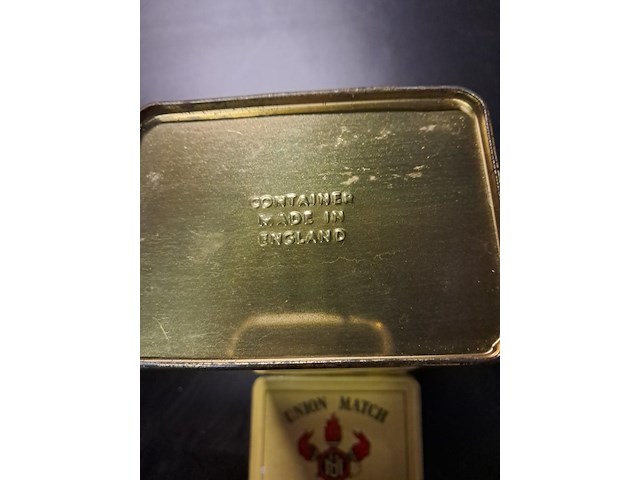 CONTAINER
MADE IN
ENGLAND
UNION MATCH